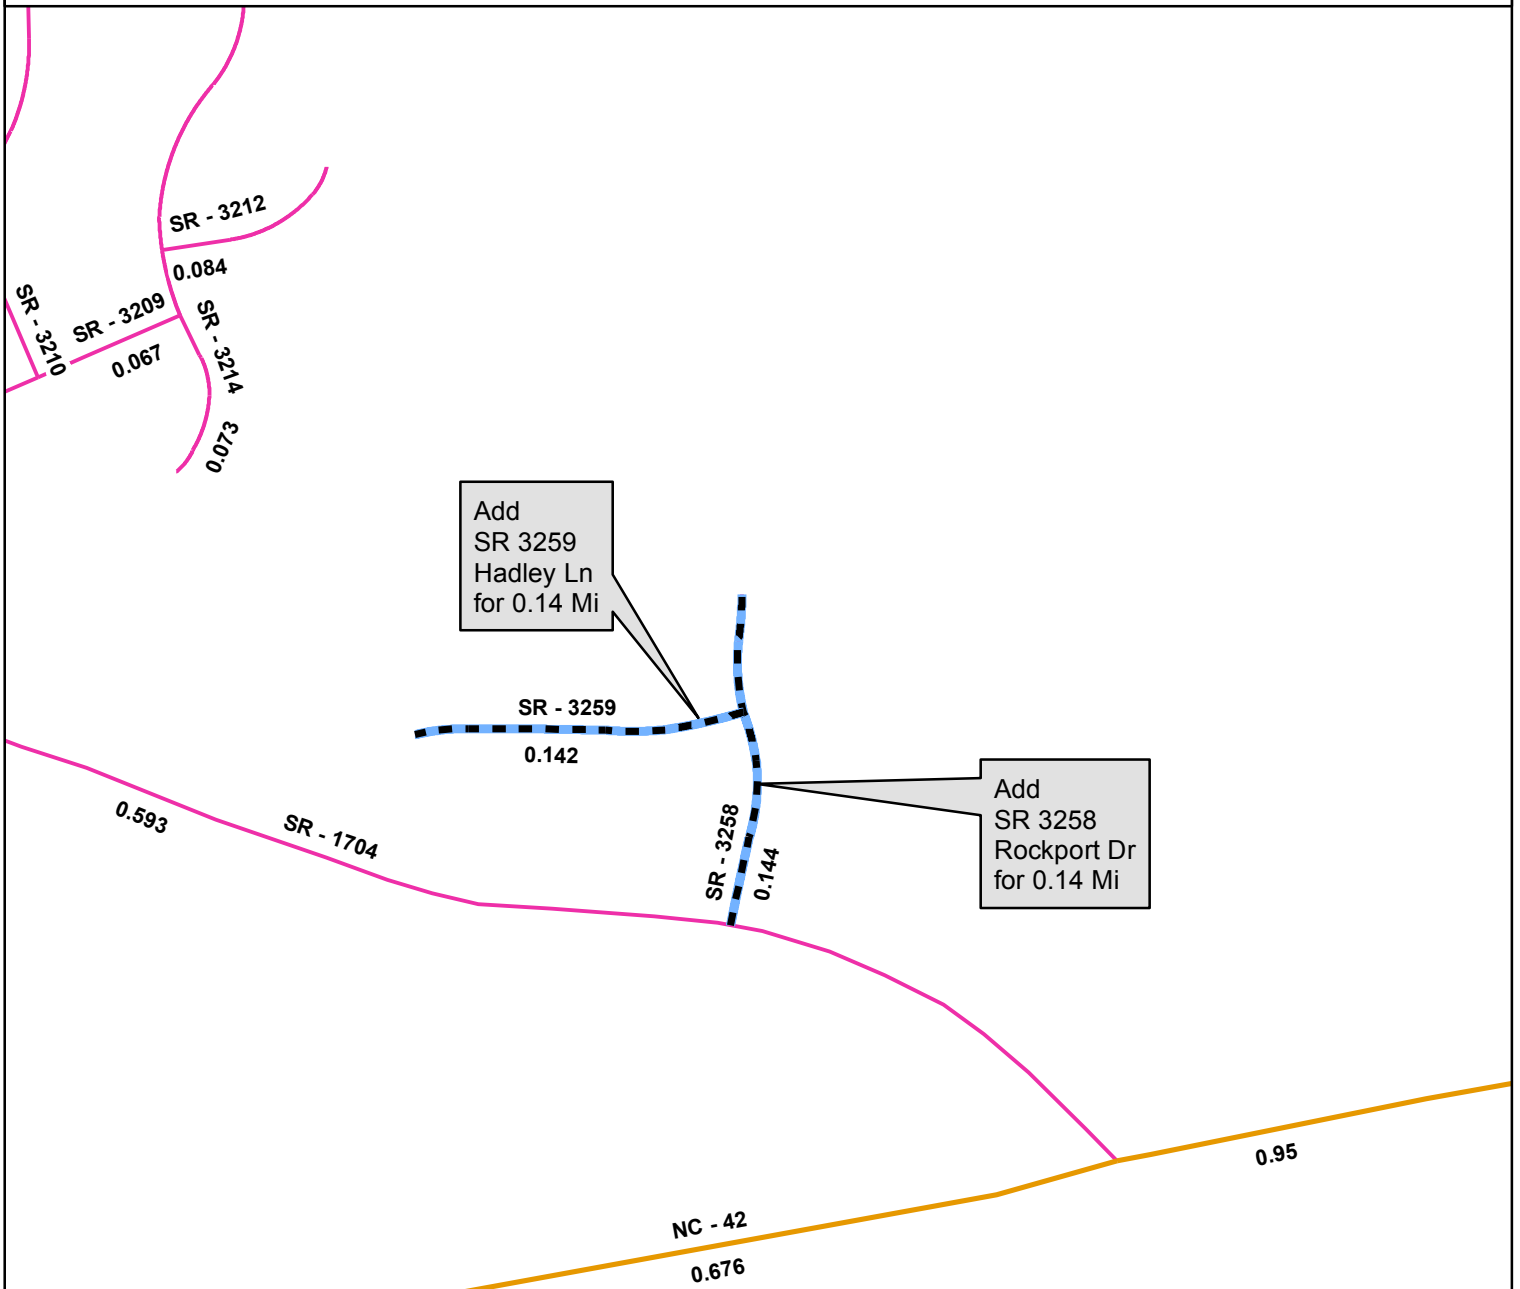 SR - 3212
0.084
SR - 3210
SR - 3209
0.067
SR - 3214
0.073
Add
SR 3259
Hadley Ln
for 0.14 Mi
SR - 3259
0.142
Add
SR 3258
Rockport Dr
for 0.14 Mi
SR - 3258
0.144
0.593
SR - 1704
0.95
NC - 42
0.676